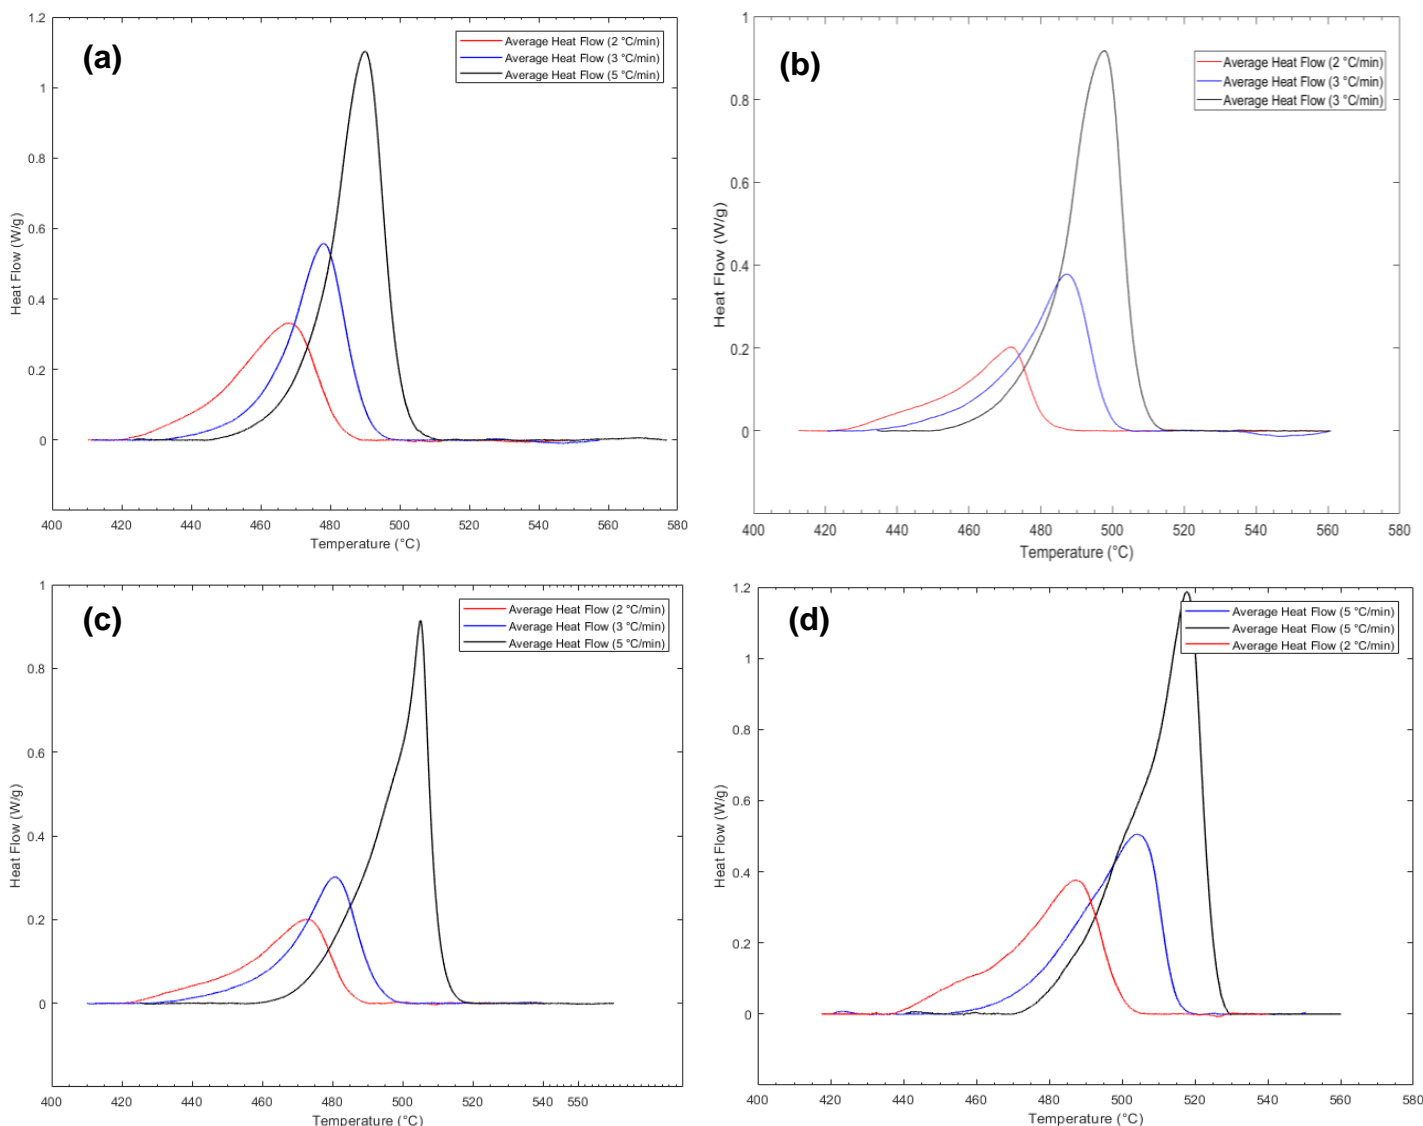 (a)
Average Heat Flow (2 °C/min)
Average Heat Flow (3 °C/min)
Average Heat Flow (5 °C/min)
1.2
1
0.8
0.6
0.4
0.2
0
Heat Flow (W/g)
400 420 440 460 480 500 520 540 560 580
Temperature (°C)
(b)
Average Heat Flow (2 °C/min)
Average Heat Flow (3 °C/min)
Average Heat Flow (3 °C/min)
1
0.8
0.6
0.4
0.2
0
Heat Flow (W/g)
400 420 440 460 480 500 520 540 560 580
Temperature (°C)
(c)
Average Heat Flow (2 °C/min)
Average Heat Flow (3 °C/min)
Average Heat Flow (5 °C/min)
1
0.8
0.6
0.4
0.2
0
Heat Flow (W/g)
400 420 440 460 480 500 520 540 550
Temperature (°C)
(d)
Average Heat Flow (5 °C/min)
Average Heat Flow (5 °C/min)
Average Heat Flow (2 °C/min)
1.2
1
0.8
0.6
0.4
0.2
0
Heat Flow (W/g)
400 420 440 460 480 500 520 540 560 580
Temperature (°C)